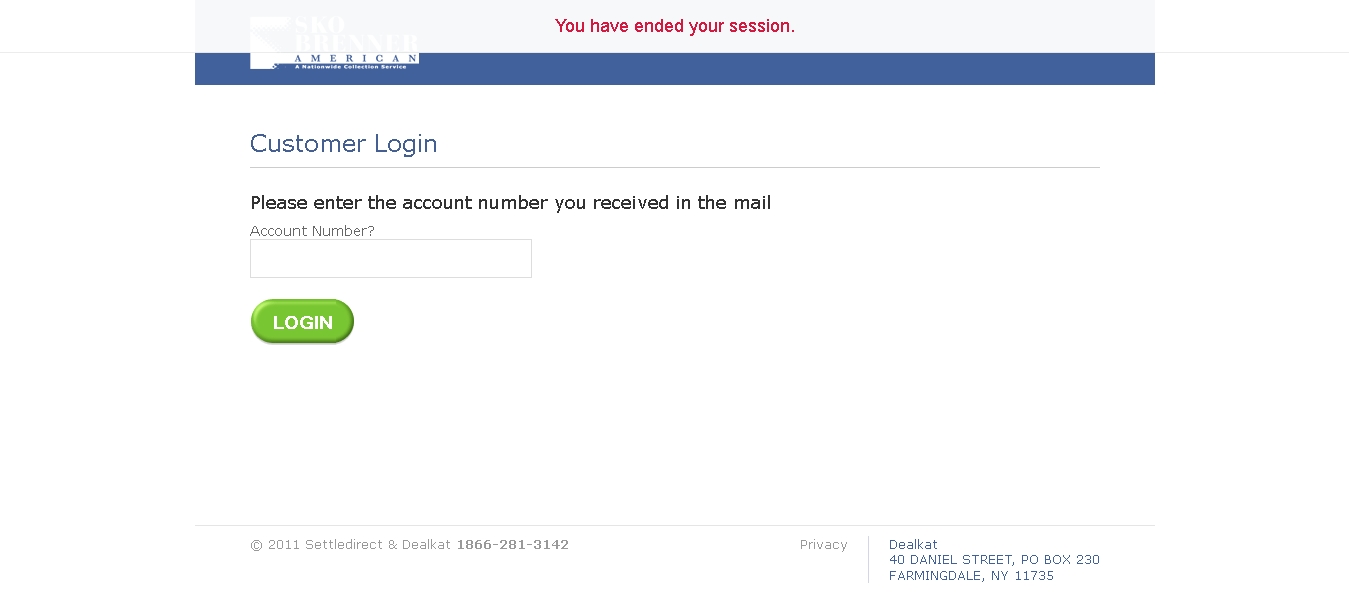 You have ended your session.
SKO
BRENNER
AMERICAN
A Nationwide Collection Service
Customer Login
Please enter the account number you received in the mail
Account Number?
LOGIN
© 2011 Settledirect & Dealkat 1866-281-3142
Privacy
Dealkat
40 DANIEL STREET, PO BOX 230
FARMINGDALE, NY 11735